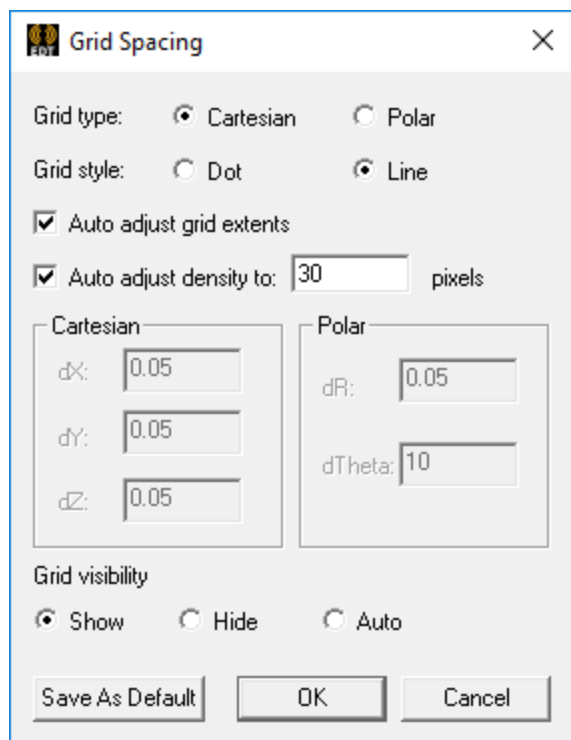 EDT Grid Spacing
Grid type: Cartesian Polar
Grid style: Dot Line
Auto adjust grid extents
Auto adjust density to: 30 pixels
Cartesian
dX: 0.05
dY: 0.05
dZ: 0.05
Polar
dR: 0.05
dTheta: 10
Grid visibility
Show Hide Auto
Save As Default OK Cancel